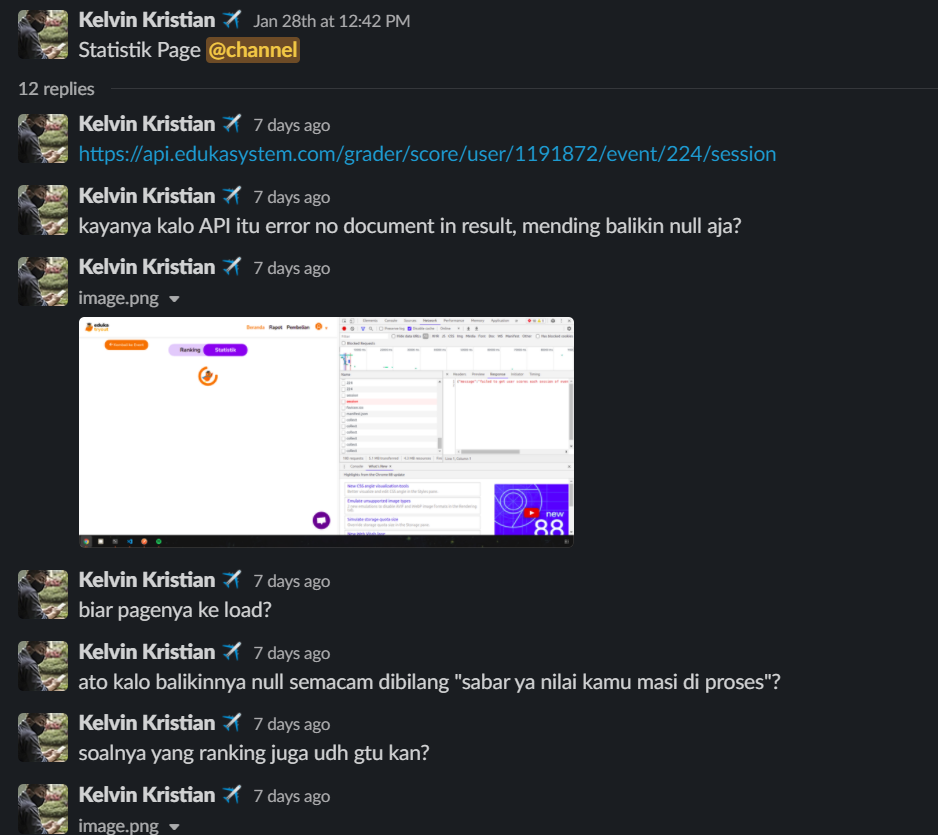 Kelvin Kristian Jan 28th at 12:42 PM
Statistik Page @channel
12 replies
Kelvin Kristian 7 days ago
https://api.edukasystem.com/grader/score/user/1191872/event/224/session
Kelvin Kristian 7 days ago
kayanya kalo API itu error no document in result, mending balikin null aja?
Kelvin Kristian 7 days ago
image.png
Beranda Rapot Pembelian
Ranking Statistik
new
88
Kelvin Kristian 7 days ago
biar pagenya ke load?
Kelvin Kristian 7 days ago
ato kalo balikinnya null semacam dibilang "sabar ya nilai kamu masi di proses"?
Kelvin Kristian 7 days ago
soalnya yang ranking juga udh gtu kan?
Kelvin Kristian 7 days ago
image.png